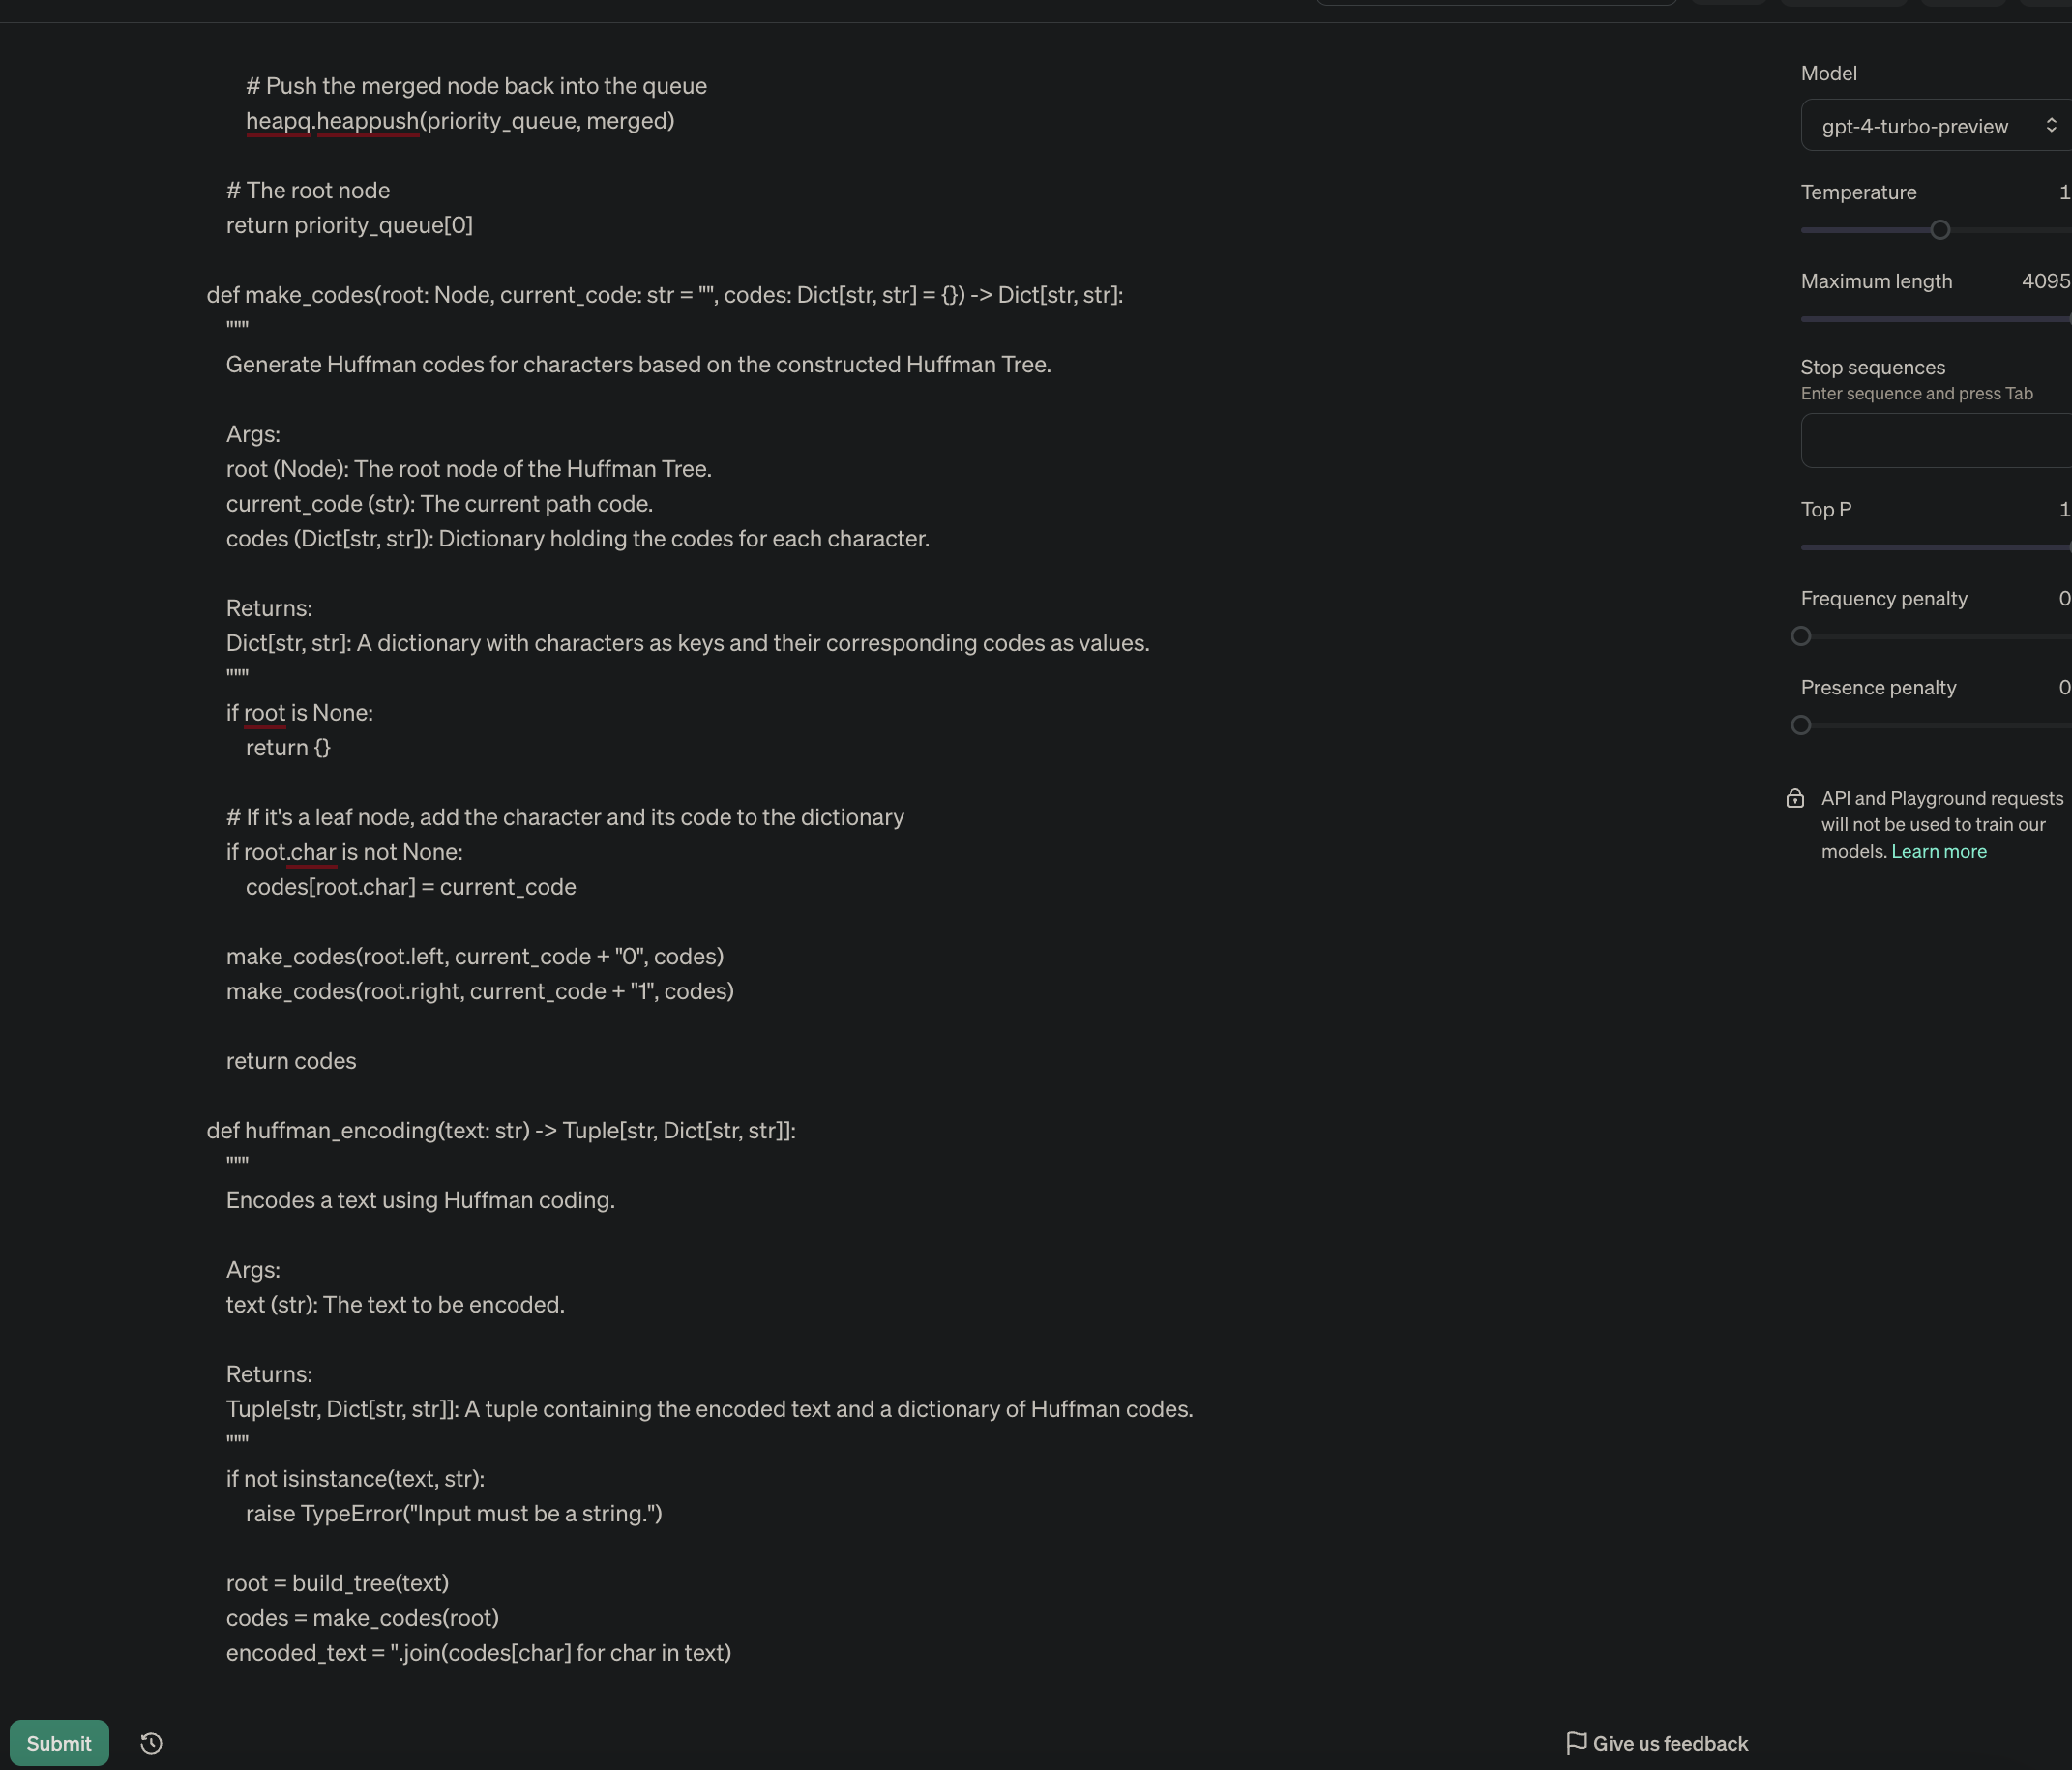 # Push the merged node back into the queue
heapq.heappush(priority_queue, merged)
# The root node
return priority_queue[0]
def make_codes(root: Node, current_code: str = "", codes: Dict[str, str] = {}) -> Dict[str, str]:
"""
Generate Huffman codes for characters based on the constructed Huffman Tree.
Args:
root (Node): The root node of the Huffman Tree.
current_code (str): The current path code.
codes (Dict[str, str]): Dictionary holding the codes for each character.
Returns:
Dict[str, str]: A dictionary with characters as keys and their corresponding codes as values.
"""
if root is None:
return {}
# If it's a leaf node, add the character and its code to the dictionary
if root.char is not None:
codes[root.char] = current_code
make_codes(root.left, current_code + "0", codes)
make_codes(root.right, current_code + "1", codes)
return codes
def huffman_encoding(text: str) -> Tuple[str, Dict[str, str]]:
"""
Encodes a text using Huffman coding.
Args:
text (str): The text to be encoded.
Returns:
Tuple[str, Dict[str, str]]: A tuple containing the encoded text and a dictionary of Huffman codes.
"""
if not isinstance(text, str):
raise TypeError("Input must be a string.")
root = build_tree(text)
codes = make_codes(root)
encoded_text = ''.join(codes[char] for char in text)
Submit
Give us feedback
Model
gpt-4-turbo-preview
Temperature 1
Maximum length 4095
Stop sequences
Enter sequence and press Tab
Top P 1
Frequency penalty 0
Presence penalty 0
API and Playground requests
will not be used to train our
models. Learn more